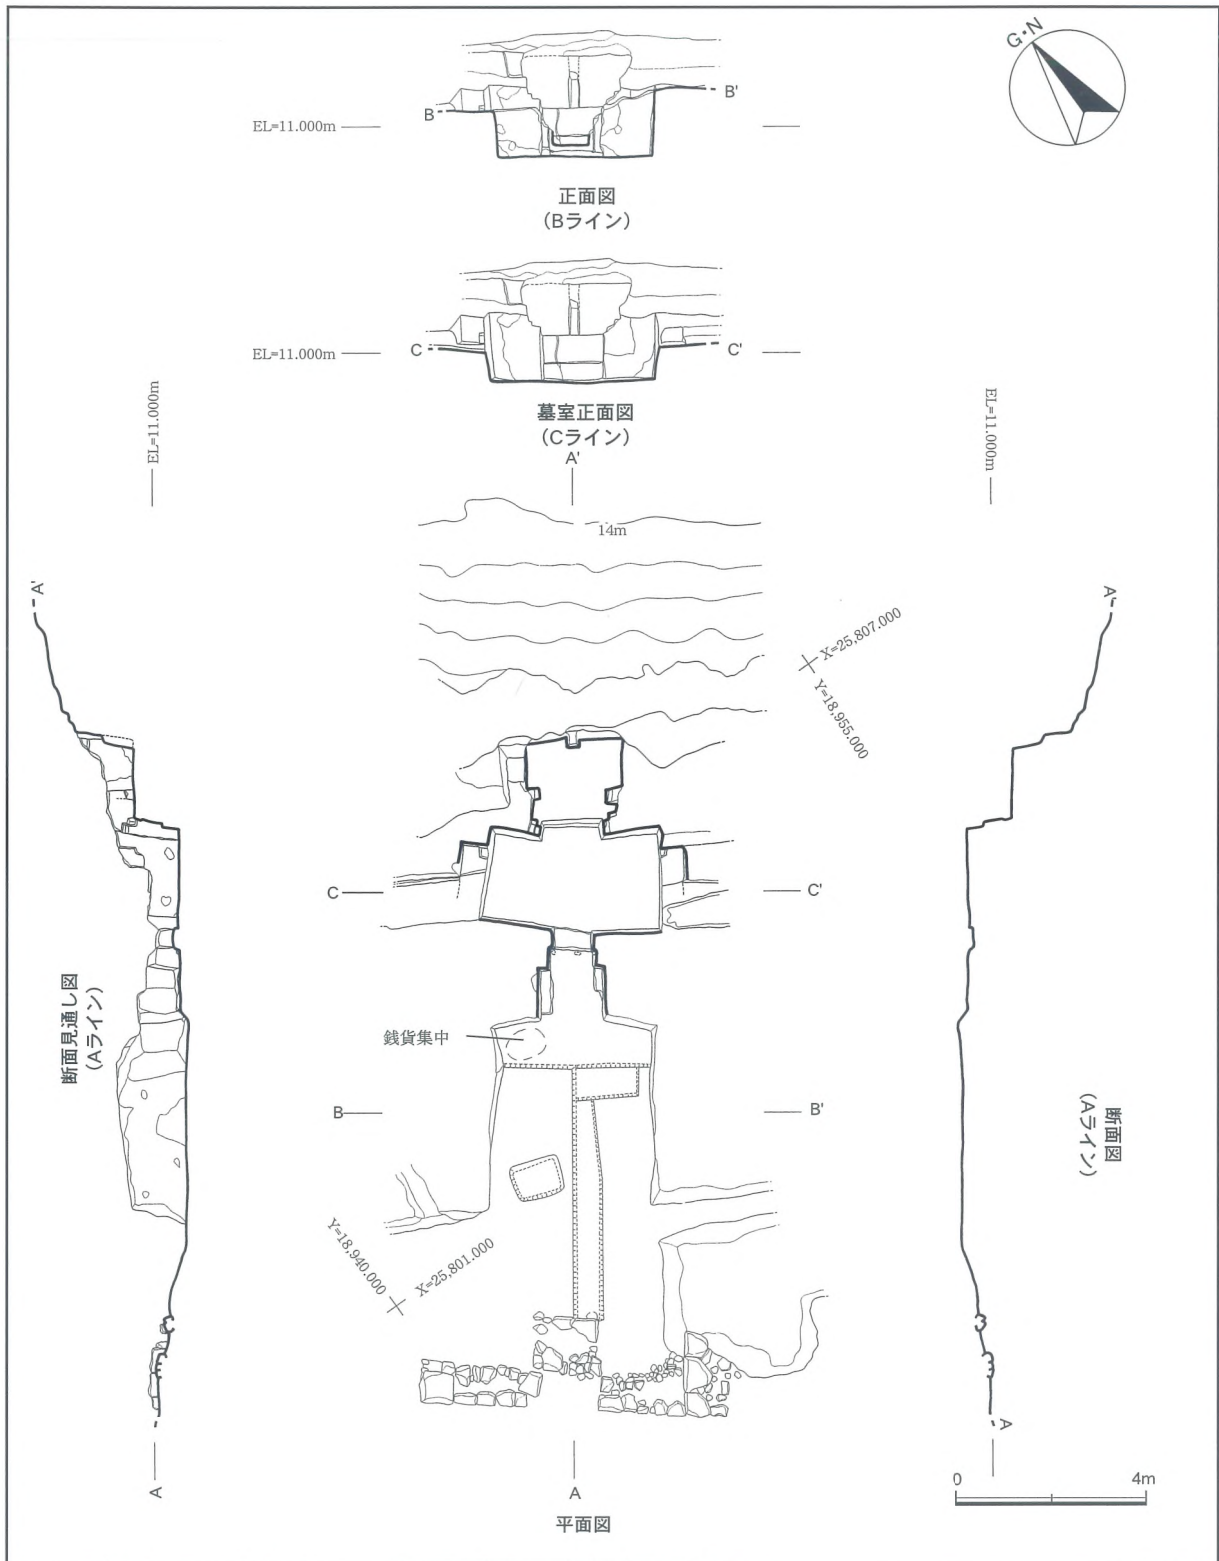 G・N
B
B'
EL=11.000m
正面図
(Bライン)
EL=11.000m
C
C'
墓室正面図
(Cライン)
EL=11.000m
EL=11.000m
A'
14m
A'
A'
X=25,807.000
Y=18,955.000
C
C'
断面見通し図
(Aライン)
銭貨集中
B
B'
断面図
(Aライン)
Y=18,940.000
X=25,801.000
A
A
A
平面図
0
4m